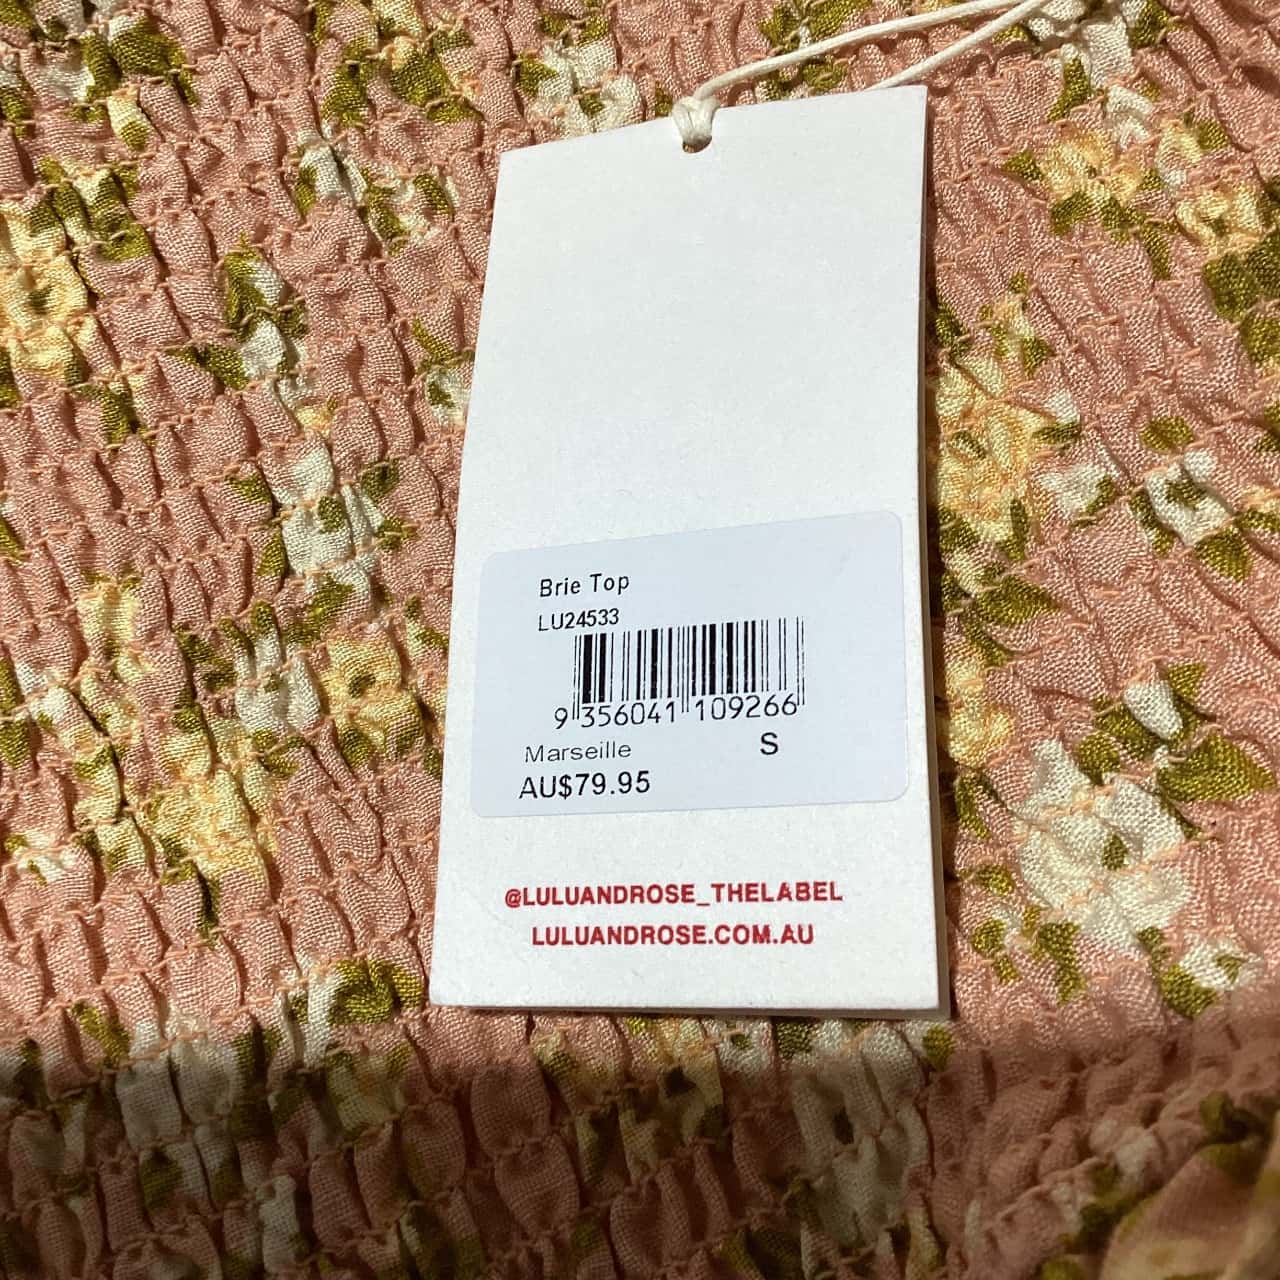 Brie Top
LU24533
9 356041 109266
Marseille S
AU$79.95
@LULUANDROSE_THELABEL
LULUANDROSE.COM.AU